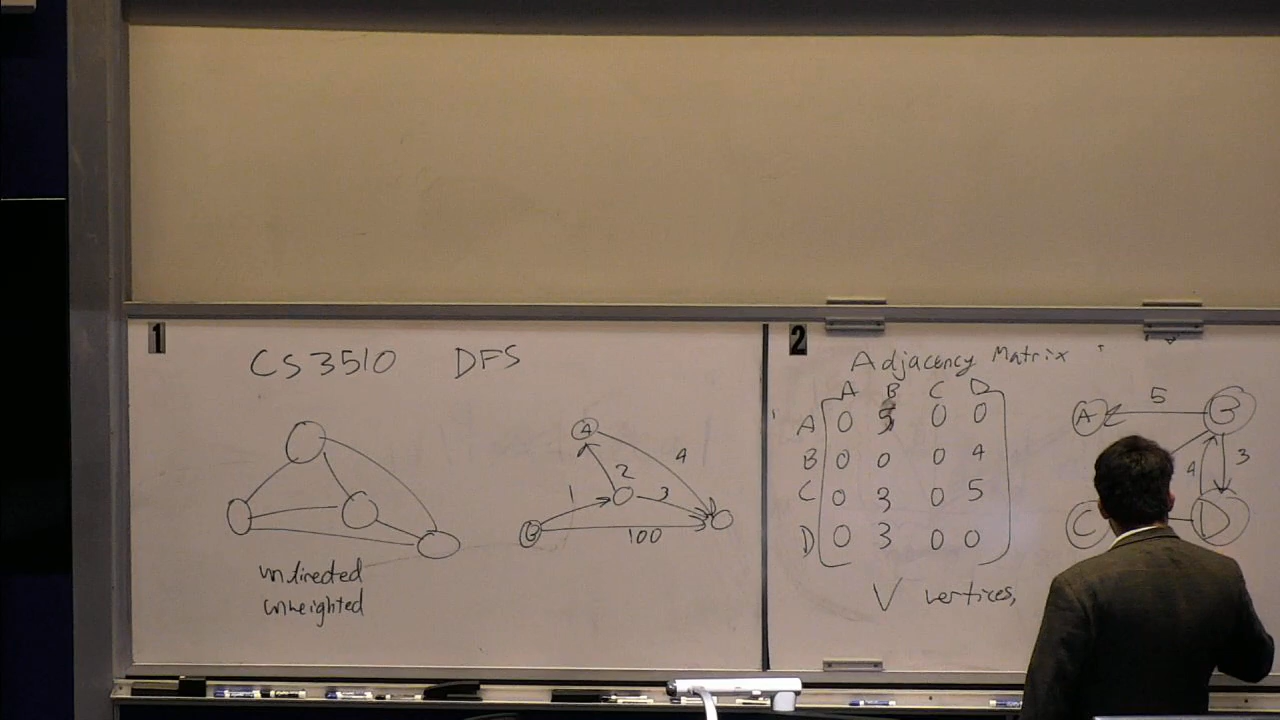 1
CS 3510 DFS
A
2
4
1
3
B
100
undirected
unweighted
2
Adjacency Matrix
A B C D
A 0 5 0 0
B 0 0 0 4
C 0 3 0 5
D 0 3 0 0
V vertices,
A 5 B
4 3
C D